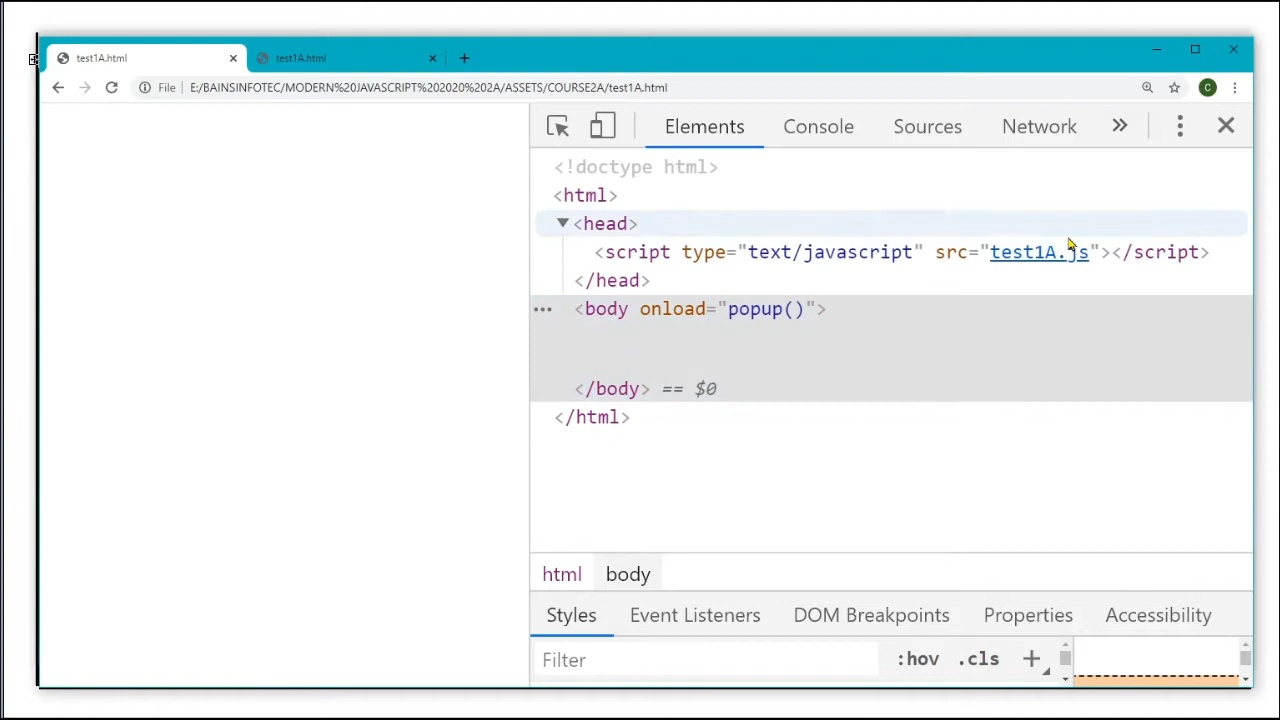 test1A.html
test1A.html
File E:/BAINSINFOTEC/MODERN%20JAVASCRIPT%202020%202A/ASSETS/COURSE2A/test1A.html
C
Elements Console Sources Network
<!doctype html>
<html>
<head>
<script type="text/javascript" src="test1A.js"></script>
</head>
<body onload="popup()">
</body> == $0
</html>
html body
Styles Event Listeners DOM Breakpoints Properties Accessibility
Filter :hov .cls +